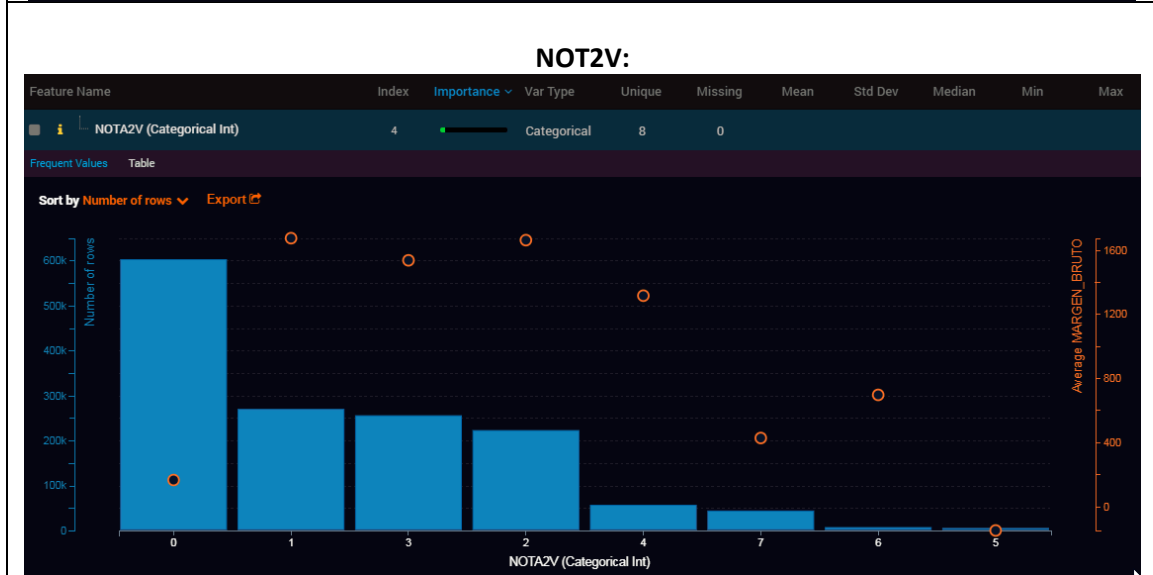 NOT2V:
Feature Name Index Importance Var Type Unique Missing Mean Std Dev Median Min Max
i NOTA2V (Categorical Int) 4 Categorical 8 0
Frequent Values Table
Sort by Number of rows Export
Number of rows
600k
500k
400k
300k
200k
100k
0
Average MARGEN_BRUTO
1600
1200
800
400
0
0 1 3 2 4 7 6 5
NOTA2V (Categorical Int)